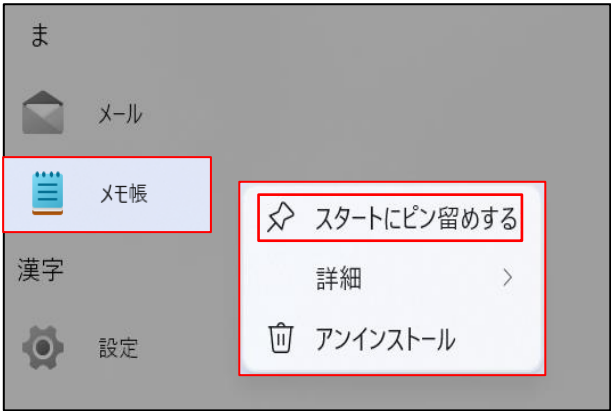 ま
メール
メモ帳
スタートにピン留めする
漢字
詳細
設定
アンインストール